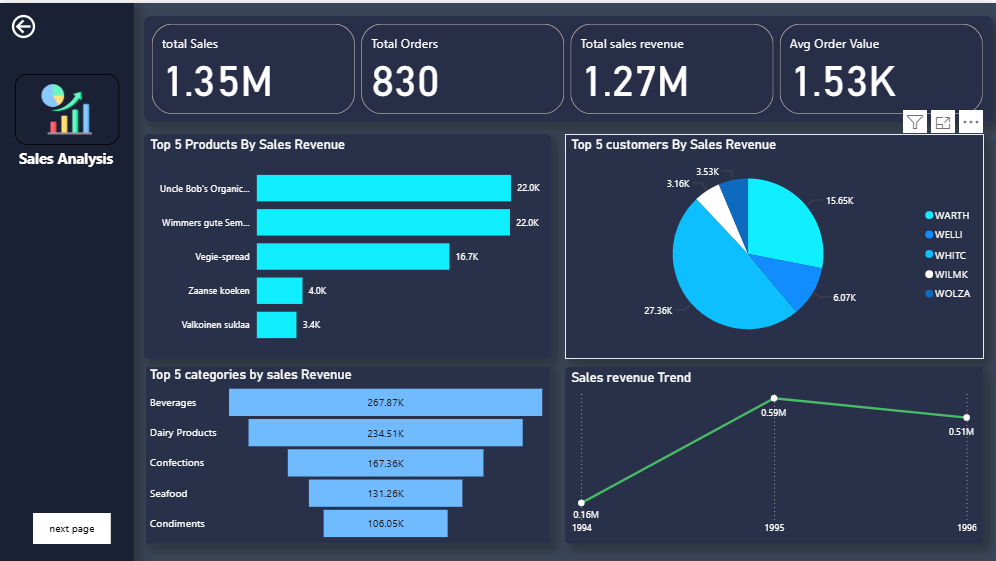 total Sales
1.35M
Total Orders
830
Total sales revenue
1.27M
Avg Order Value
1.53K
Sales Analysis
next page
Top 5 Products By Sales Revenue
Uncle Bob's Organic... 22.0K
Wimmers gute Sem... 22.0K
Vegie-spread 16.7K
Zaanse koeken 4.0K
Valkoinen suklaa 3.4K
Top 5 customers By Sales Revenue
3.53K
3.16K
15.65K
27.36K
6.07K
WARTH
WELLI
WHITC
WILMK
WOLZA
Top 5 categories by sales Revenue
Beverages 267.87K
Dairy Products 234.51K
Confections 167.36K
Seafood 131.26K
Condiments 106.05K
Sales revenue Trend
0.59M
0.51M
0.16M
1994 1995 1996